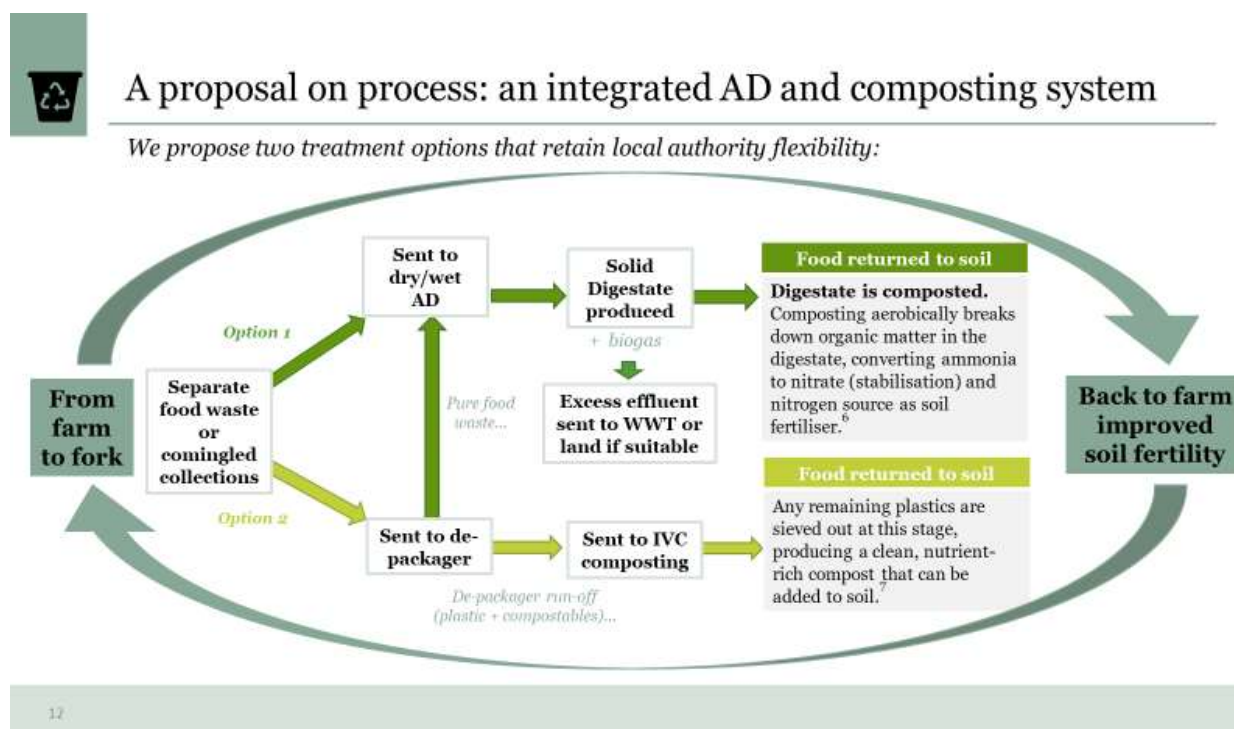 A proposal on process: an integrated AD and composting system
We propose two treatment options that retain local authority flexibility:
From
farm
to fork
Separate
food waste
or
comingled
collections
Option 1
Sent to
dry/wet
AD
Solid
Digestate
produced
+ biogas
Excess effluent
sent to WWT or
land if suitable
Food returned to soil
Digestate is composted.
Composting aerobically breaks
down organic matter in the
digestate, converting ammonia
to nitrate (stabilisation) and
nitrogen source as soil
fertiliser.6
Pure food
waste...
Option 2
Sent to de-
packager
De-packager run-off
(plastic + compostables)...
Sent to IVC
composting
Food returned to soil
Any remaining plastics are
sieved out at this stage,
producing a clean, nutrient-
rich compost that can be
added to soil.7
Back to farm
improved
soil fertility
12